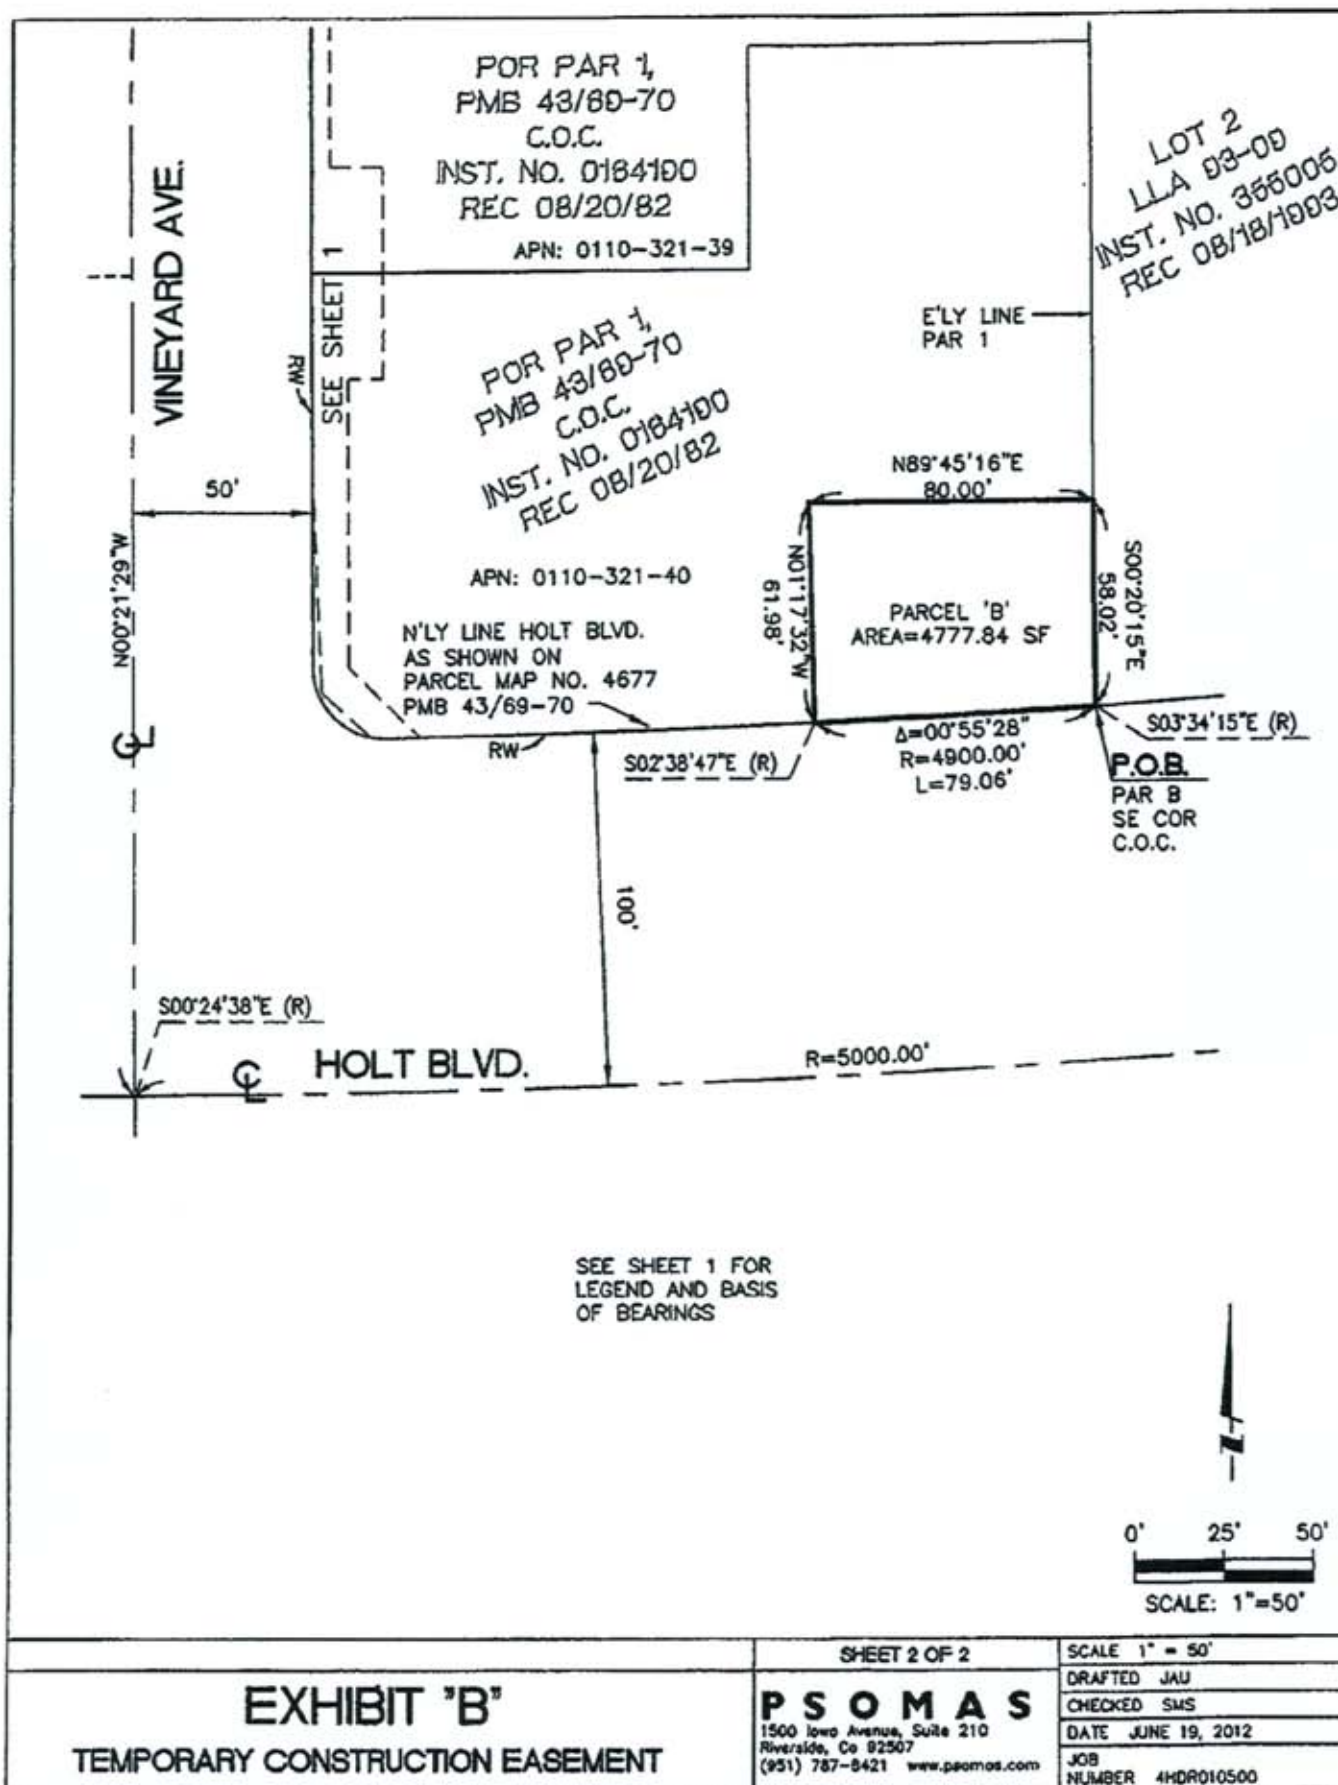 POR PAR 1,
PMB 43/69-70
C.O.C.
INST. NO. 0184190
REC 08/20/82
APN: 0110-321-39
LOT 2
LLA 93-09
INST. NO. 355005
REC 08/18/1993
VINEYARD AVE.
SEE SHEET 1
RW
E'LY LINE
PAR 1
POR PAR 1,
PMB 43/69-70
C.O.C.
INST. NO. 0184190
REC 08/20/82
50'
N89°45'16"E
80.00'
N00°21'29"W
APN: 0110-321-40
N01°17'32"W
61.98'
PARCEL 'B'
AREA=4777.84 SF
S00°20'15"E
58.02'
N'LY LINE HOLT BLVD.
AS SHOWN ON
PARCEL MAP NO. 4677
PMB 43/69-70
RW
S02°38'47"E (R)
Δ=00°55'28"
R=4900.00'
L=79.06'
S03°34'15"E (R)
P.O.B.
PAR B
SE COR
C.O.C.
CL
100'
S00°24'38"E (R)
CL
HOLT BLVD.
R=5000.00'
SEE SHEET 1 FOR
LEGEND AND BASIS
OF BEARINGS
0' 25' 50'
SCALE: 1"=50'
EXHIBIT "B"
TEMPORARY CONSTRUCTION EASEMENT
SHEET 2 OF 2
PSOMAS
1500 Iowa Avenue, Suite 210
Riverside, Ca 92507
(951) 787-8421 www.psomas.com
SCALE 1" = 50'
DRAFTED JAU
CHECKED SMS
DATE JUNE 19, 2012
JOB
NUMBER 4HDR010500